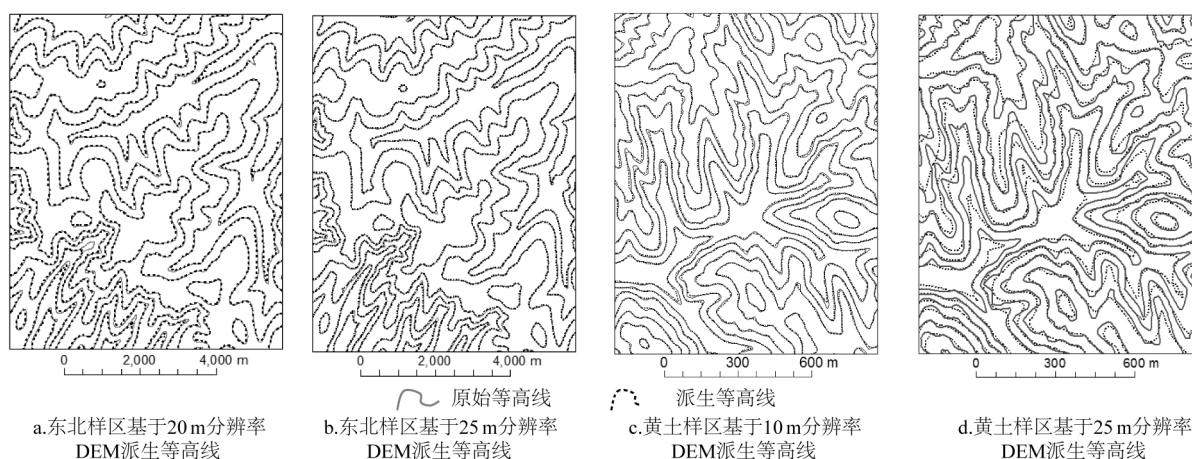 0 2,000 4,000 m
0 2,000 4,000 m
0 300 600 m
0 300 600 m
原始等高线
派生等高线
a.东北样区基于20 m分辨率
DEM派生等高线
b.东北样区基于25 m分辨率
DEM派生等高线
c.黄土样区基于10 m分辨率
DEM派生等高线
d.黄土样区基于25 m分辨率
DEM派生等高线